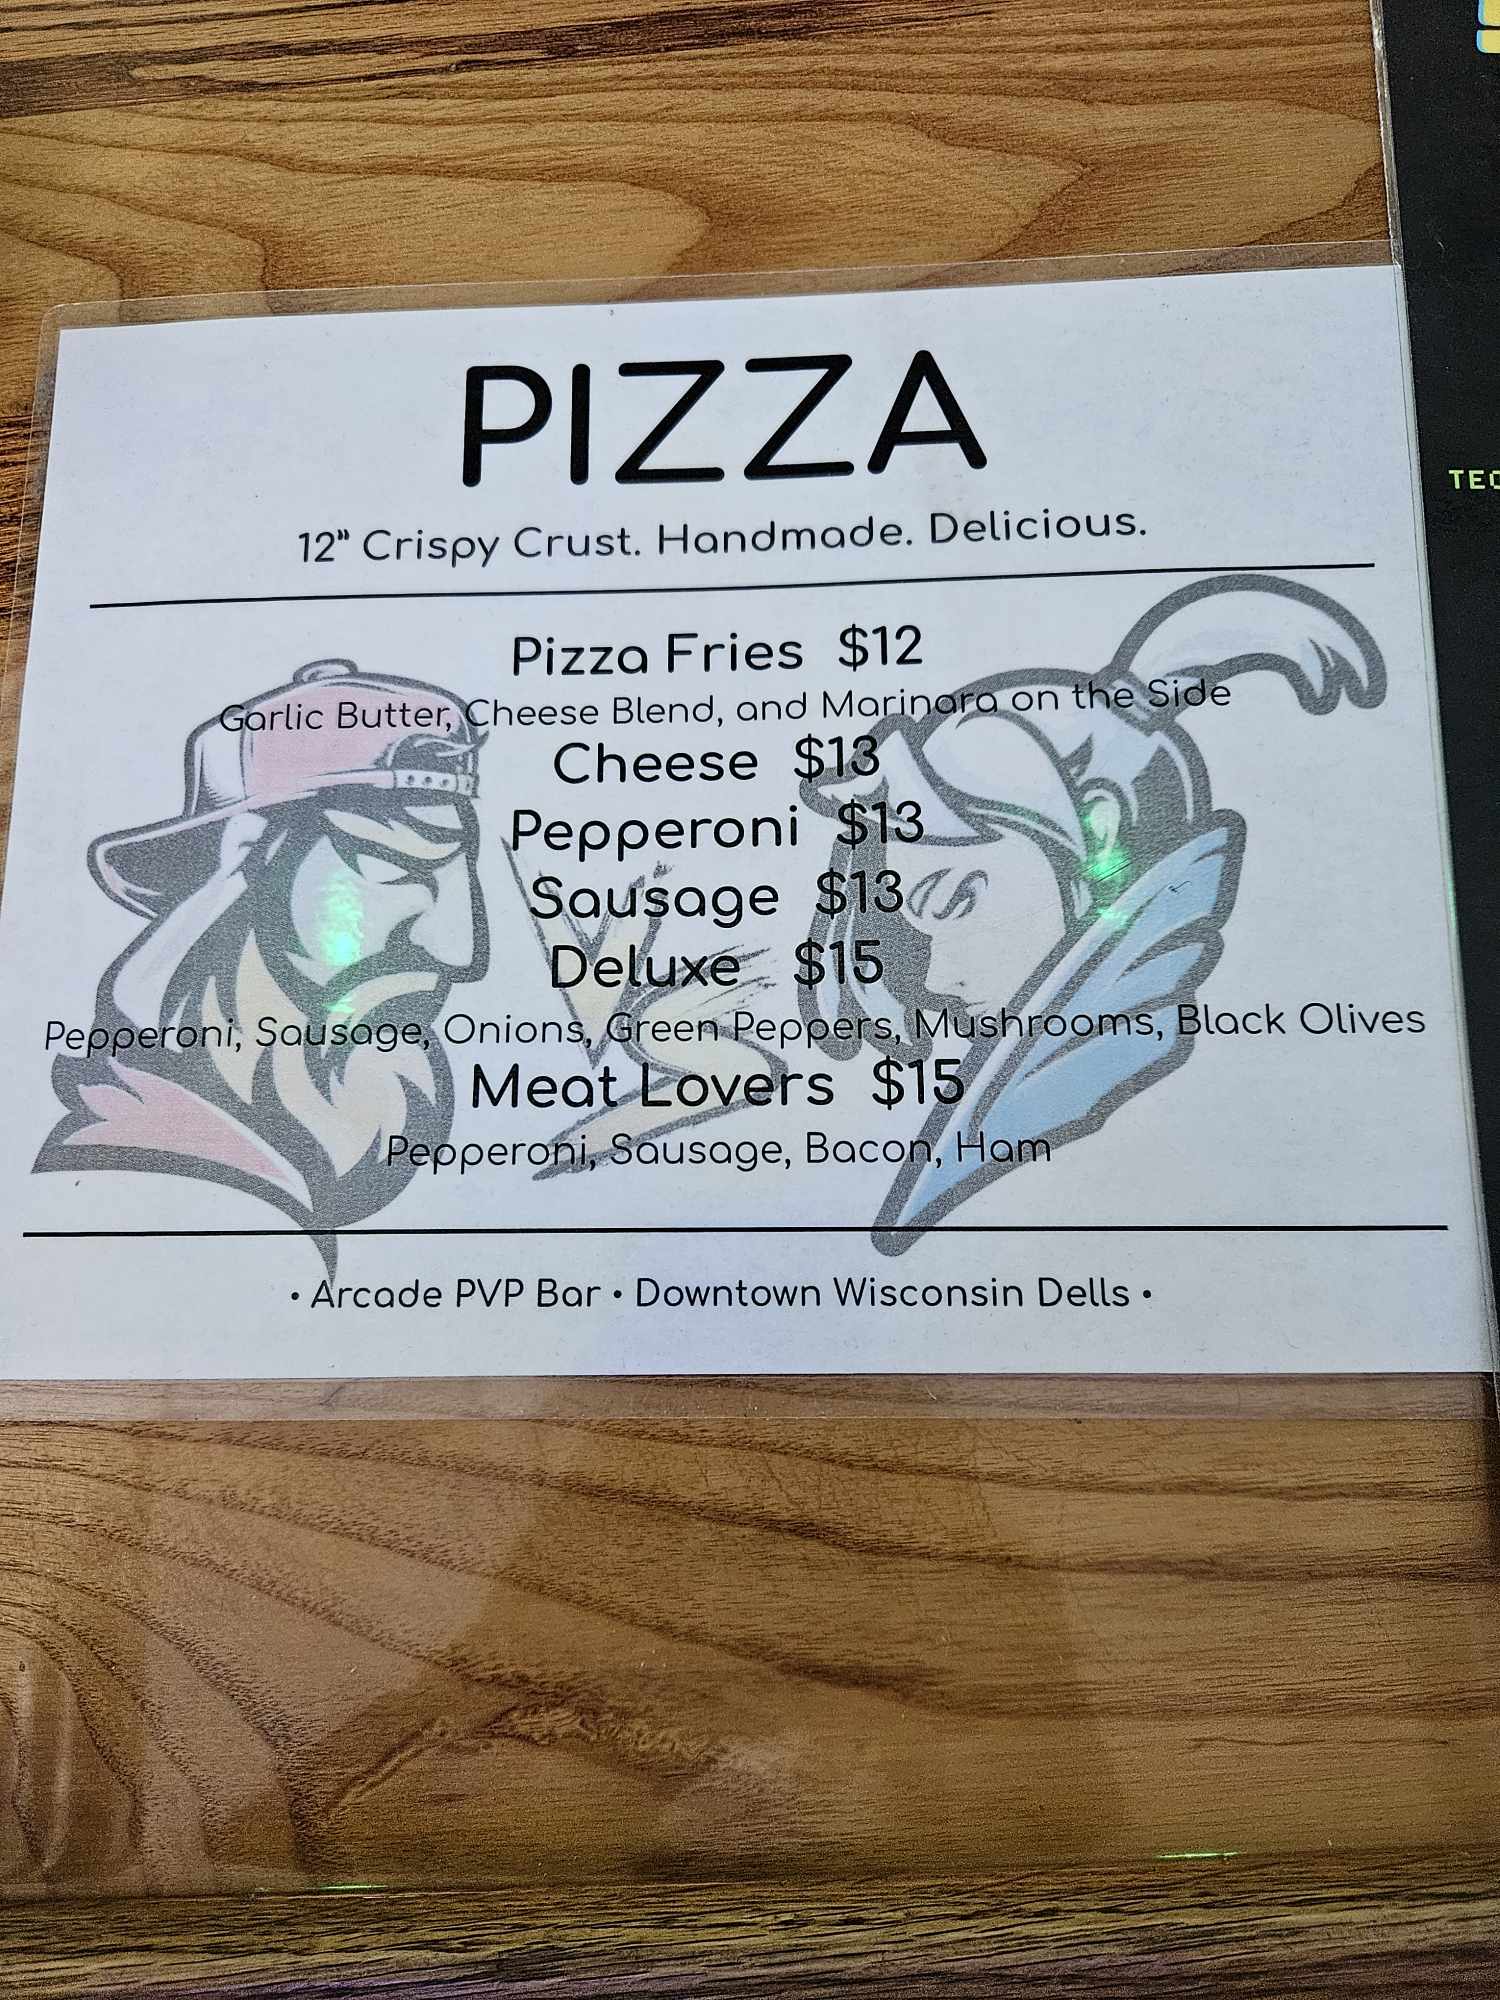 PIZZA
12" Crispy Crust. Handmade. Delicious.
Pizza Fries $12
Garlic Butter, Cheese Blend, and Marinara on the Side
Cheese $13
Pepperoni $13
Sausage $13
Deluxe $15
Pepperoni, Sausage, Onions, Green Peppers, Mushrooms, Black Olives
Meat Lovers $15
Pepperoni, Sausage, Bacon, Ham
• Arcade PVP Bar • Downtown Wisconsin Dells •
VS